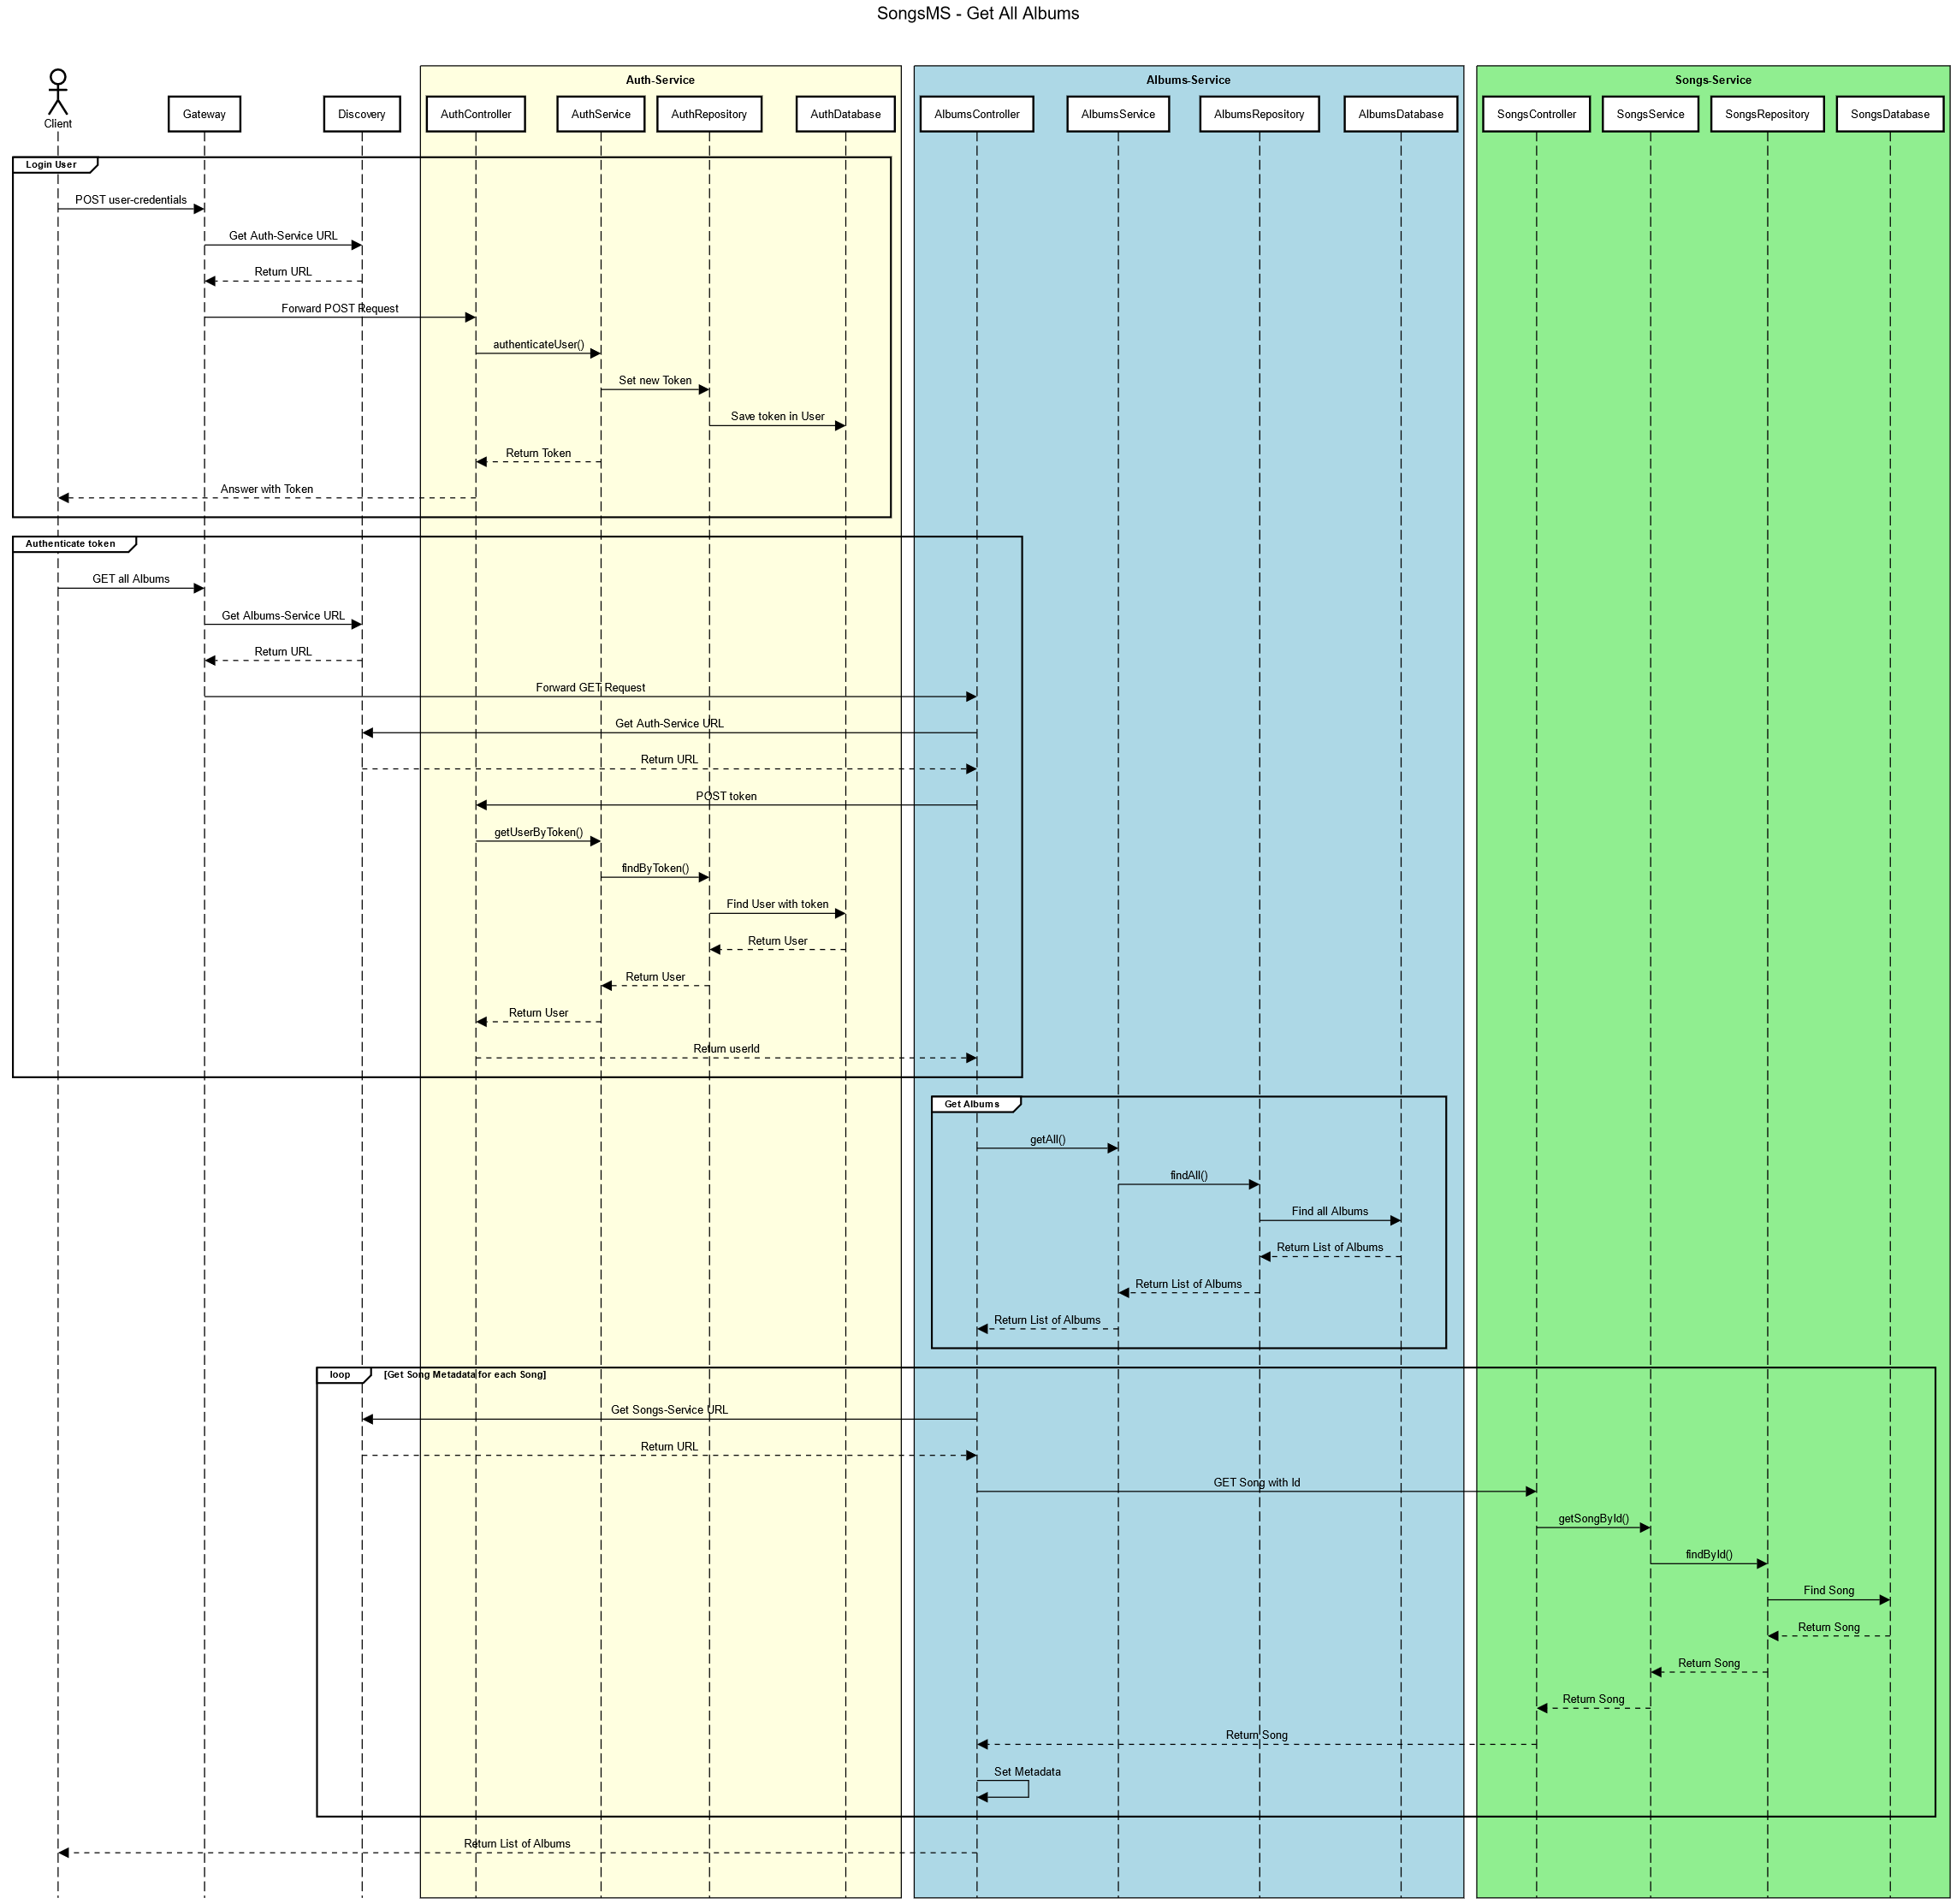 SongsMS - Get All Albums
Auth-Service
Albums-Service
Songs-Service
Client
Gateway
Discovery
AuthController
AuthService
AuthRepository
AuthDatabase
AlbumsController
AlbumsService
AlbumsRepository
AlbumsDatabase
SongsController
SongsService
SongsRepository
SongsDatabase
Login User
POST user-credentials
Get Auth-Service URL
Return URL
Forward POST Request
authenticateUser()
Set new Token
Save token in User
Return Token
Answer with Token
Authenticate token
GET all Albums
Get Albums-Service URL
Return URL
Forward GET Request
Get Auth-Service URL
Return URL
POST token
getUserByToken()
findByToken()
Find User with token
Return User
Return User
Return User
Return userId
Get Albums
getAll()
findAll()
Find all Albums
Return List of Albums
Return List of Albums
Return List of Albums
loop [Get Song Metadata for each Song]
Get Songs-Service URL
Return URL
GET Song with Id
getSongById()
findById()
Find Song
Return Song
Return Song
Return Song
Return Song
Set Metadata
Return List of Albums